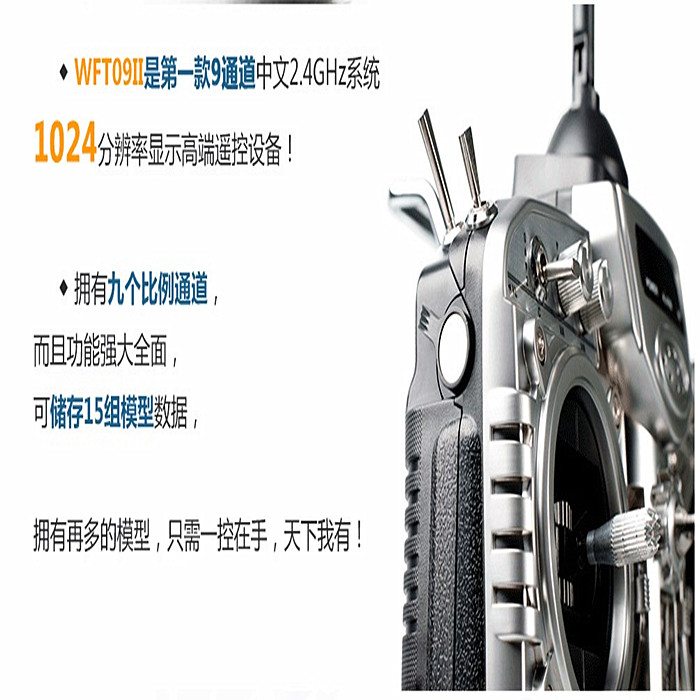 ◆ WFT09II是第一款9通道中文2.4GHz系统
1024分辨率显示高端遥控设备！
◆ 拥有九个比例通道，
而且功能强大全面，
可储存15组模型数据，
拥有再多的模型，只需一控在手，天下我有！